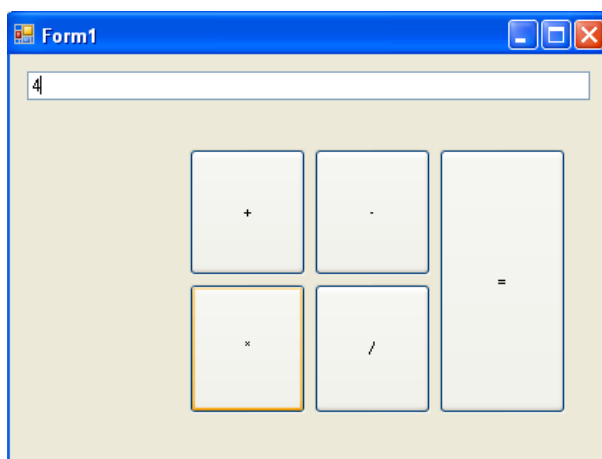 Form1
4
+ -
=
* /